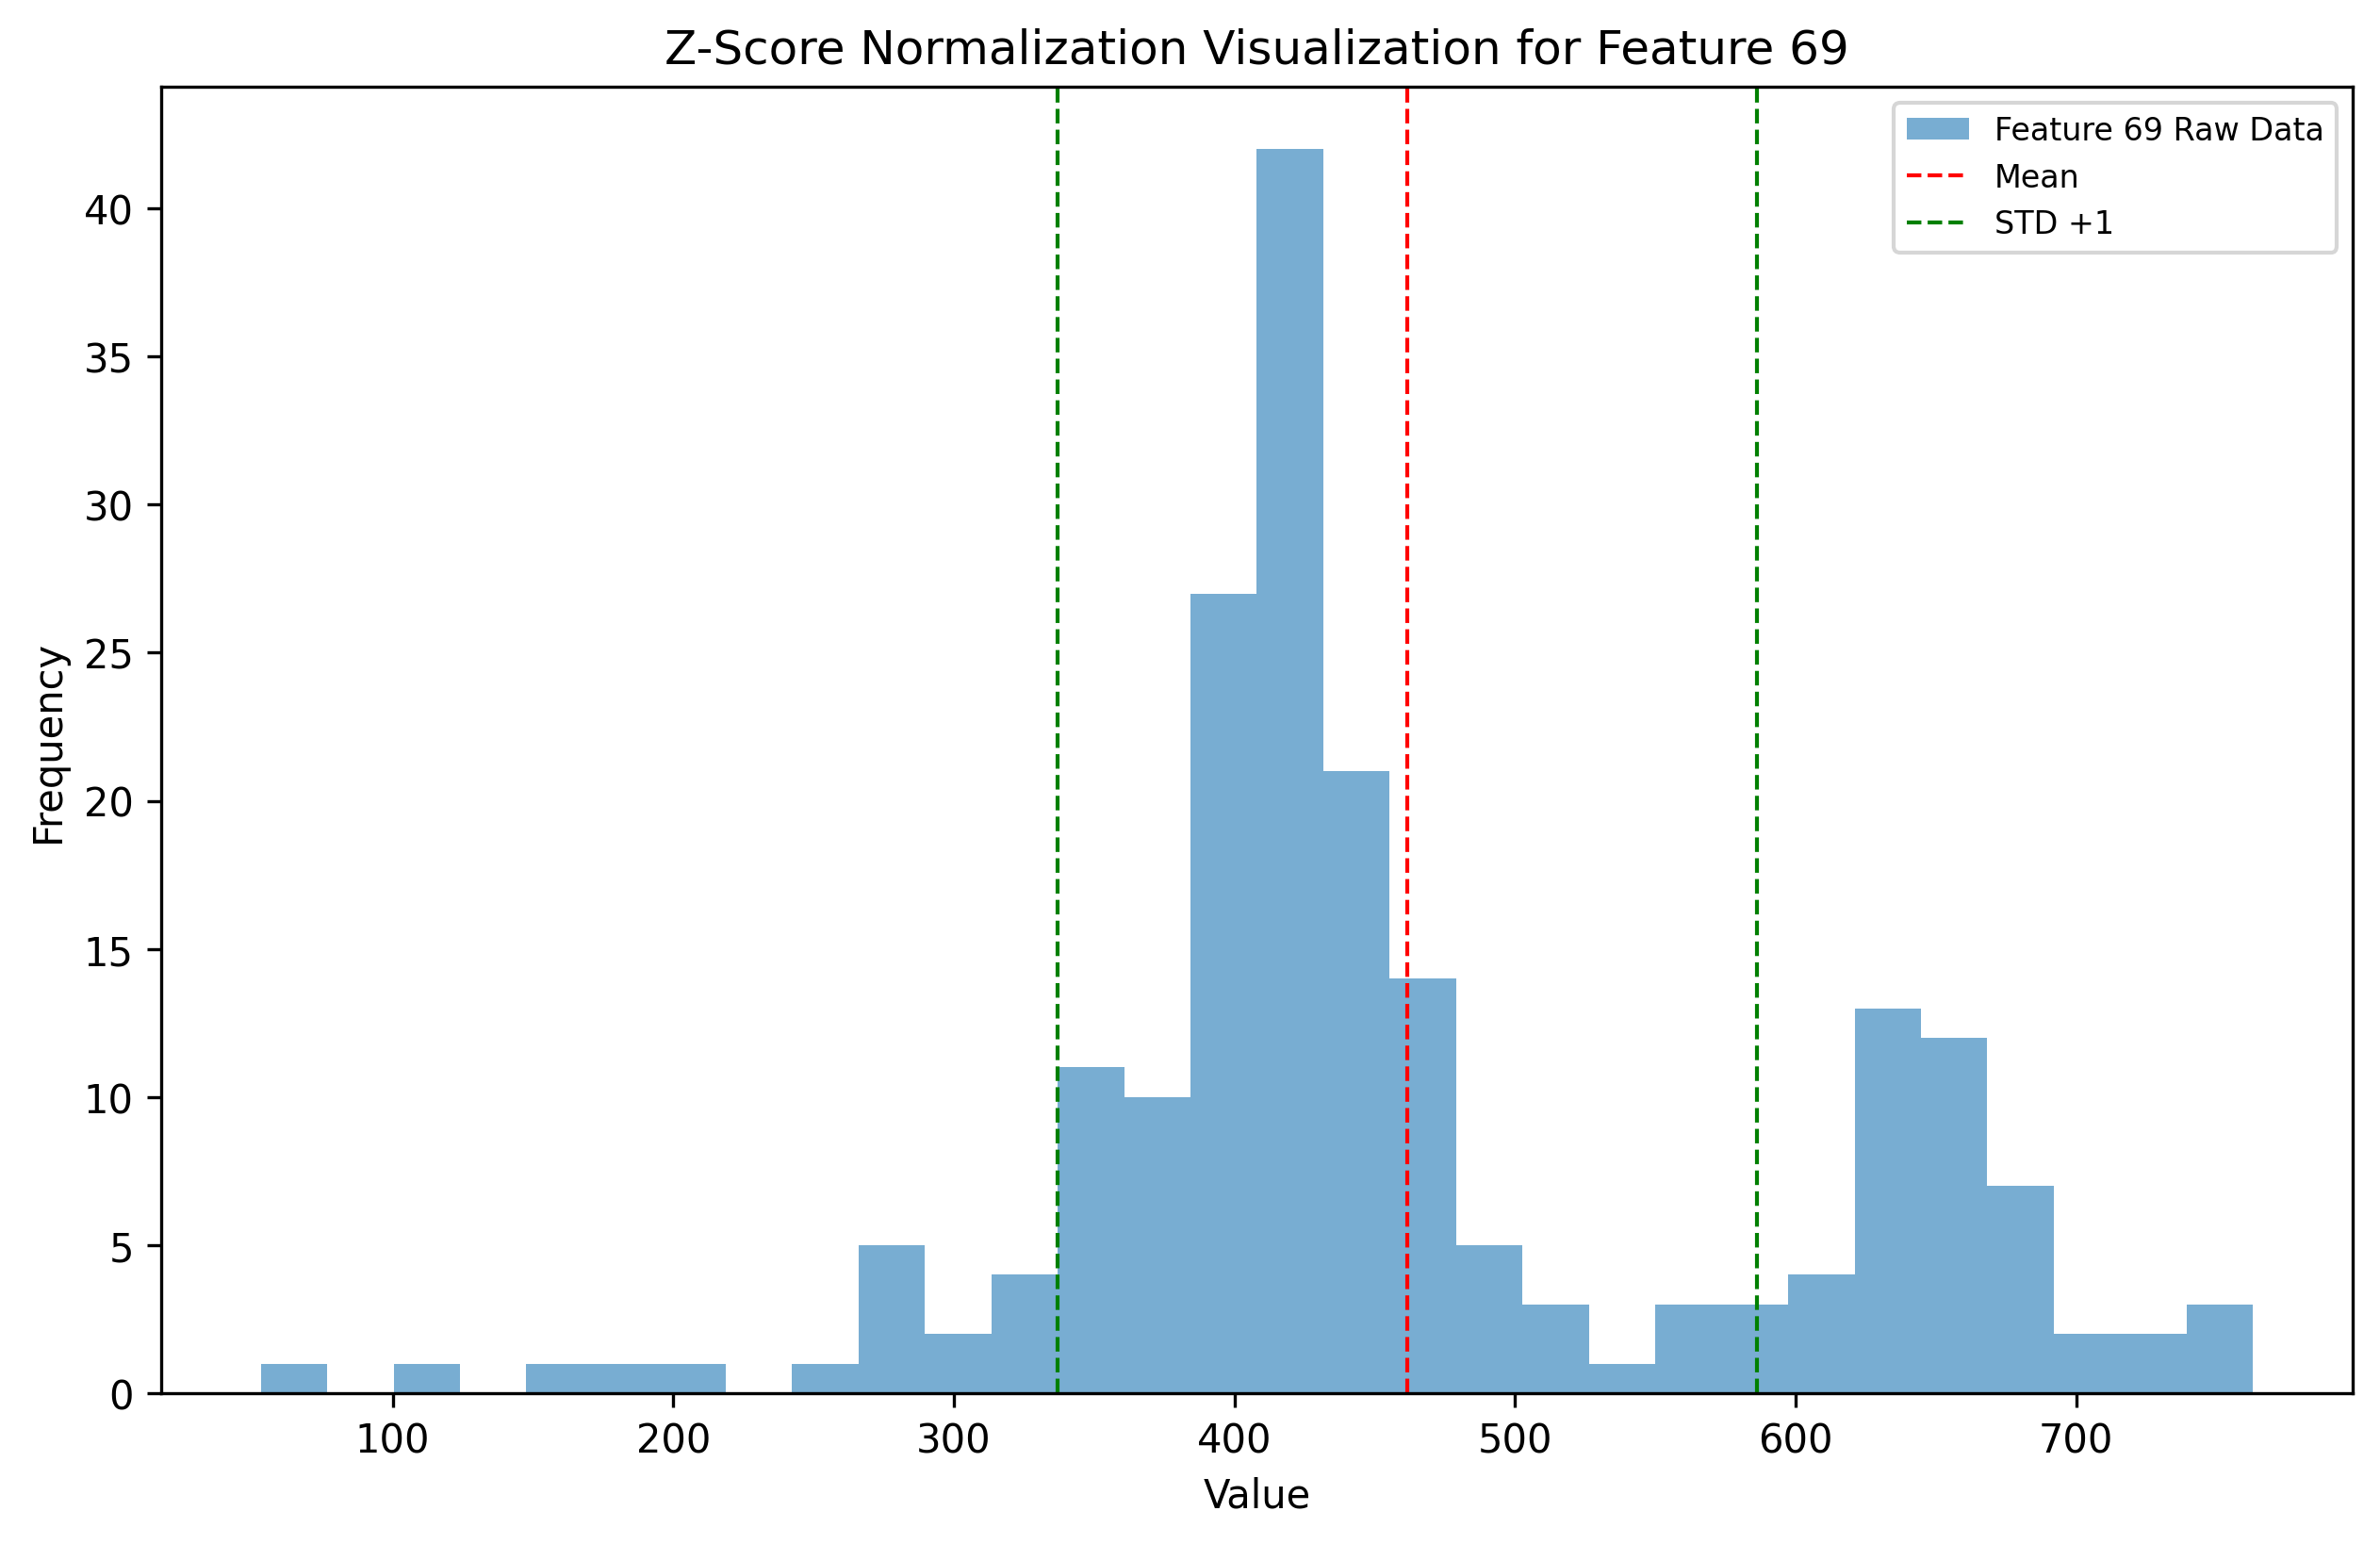 Z-Score Normalization Visualization for Feature 69
Feature 69 Raw Data
Mean
STD +1
40
35
30
25
20
15
10
5
0
Frequency
100 200 300 400 500 600 700
Value